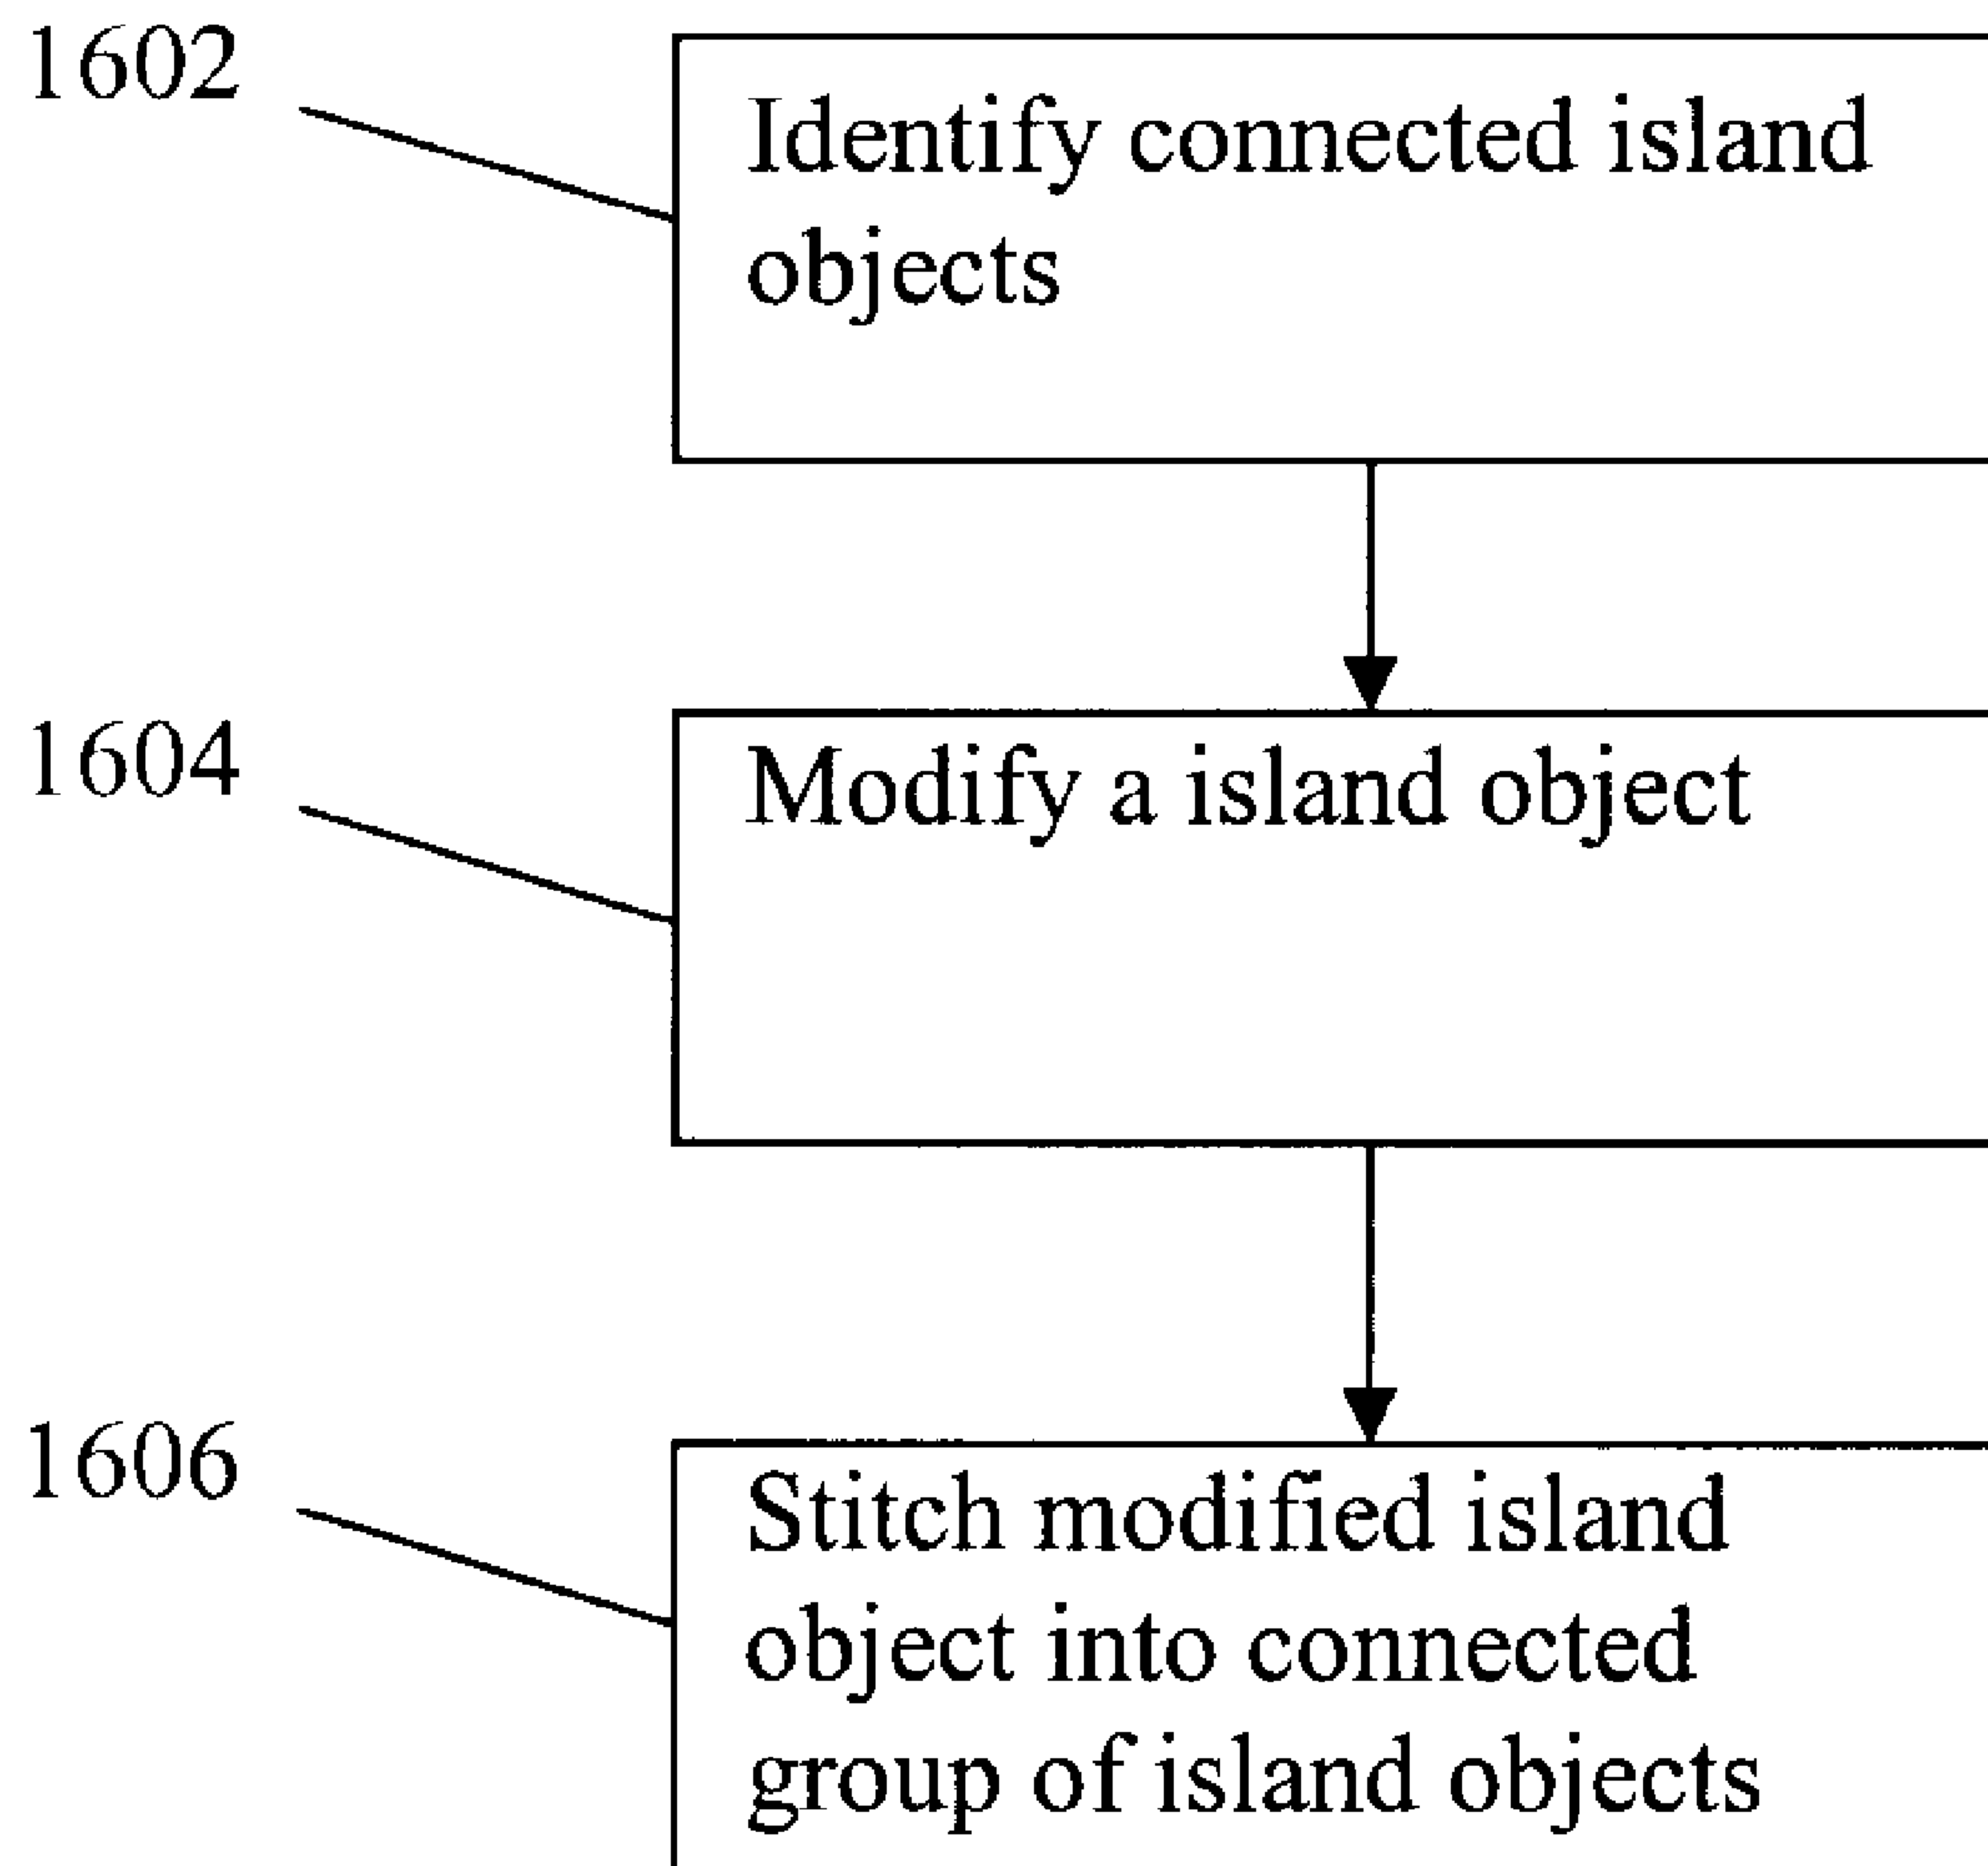 1602
Identify connected island
objects
1604
Modify a island object
1606
Stitch modified island
object into connected
group of island objects